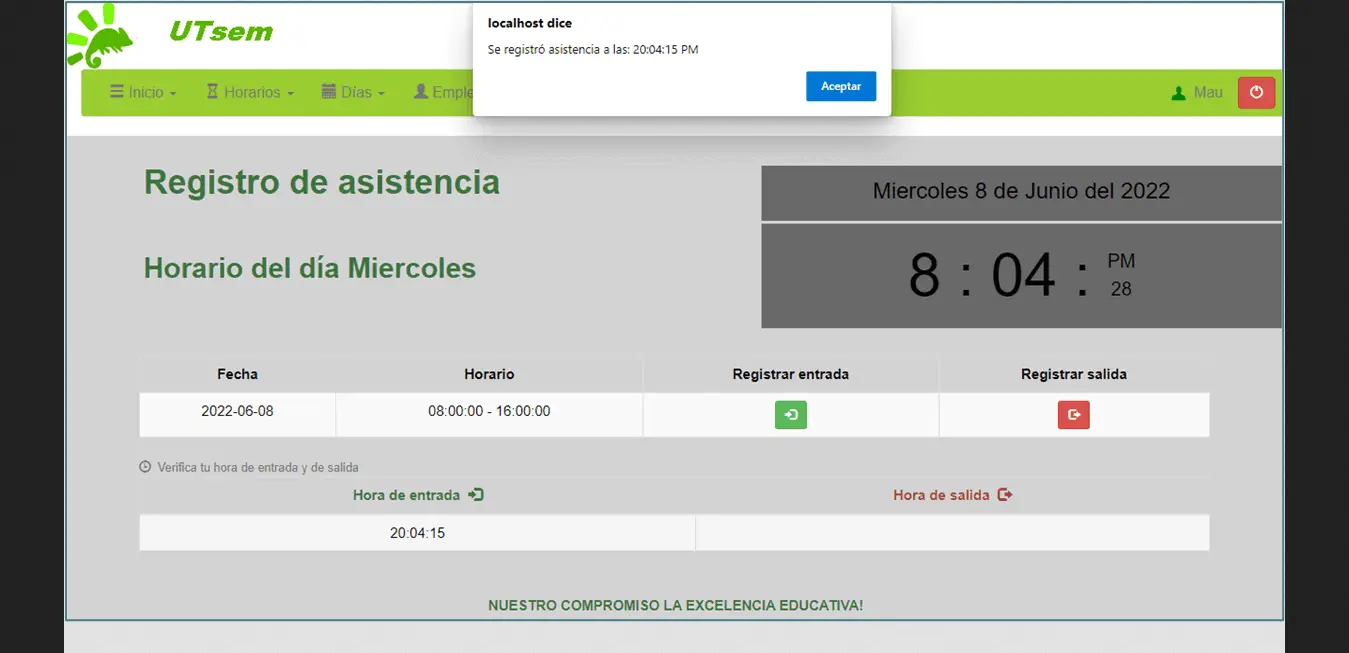 UTsem
localhost dice
Se registró asistencia a las: 20:04:15 PM
Aceptar
Inicio
Horarios
Días
Mau
Registro de asistencia
Miercoles 8 de Junio del 2022
Horario del día Miercoles
8 : 04 : PM
28
Fecha Horario Registrar entrada Registrar salida
2022-06-08 08:00:00 - 16:00:00
Verifica tu hora de entrada y de salida
Hora de entrada Hora de salida
20:04:15
NUESTRO COMPROMISO LA EXCELENCIA EDUCATIVA!